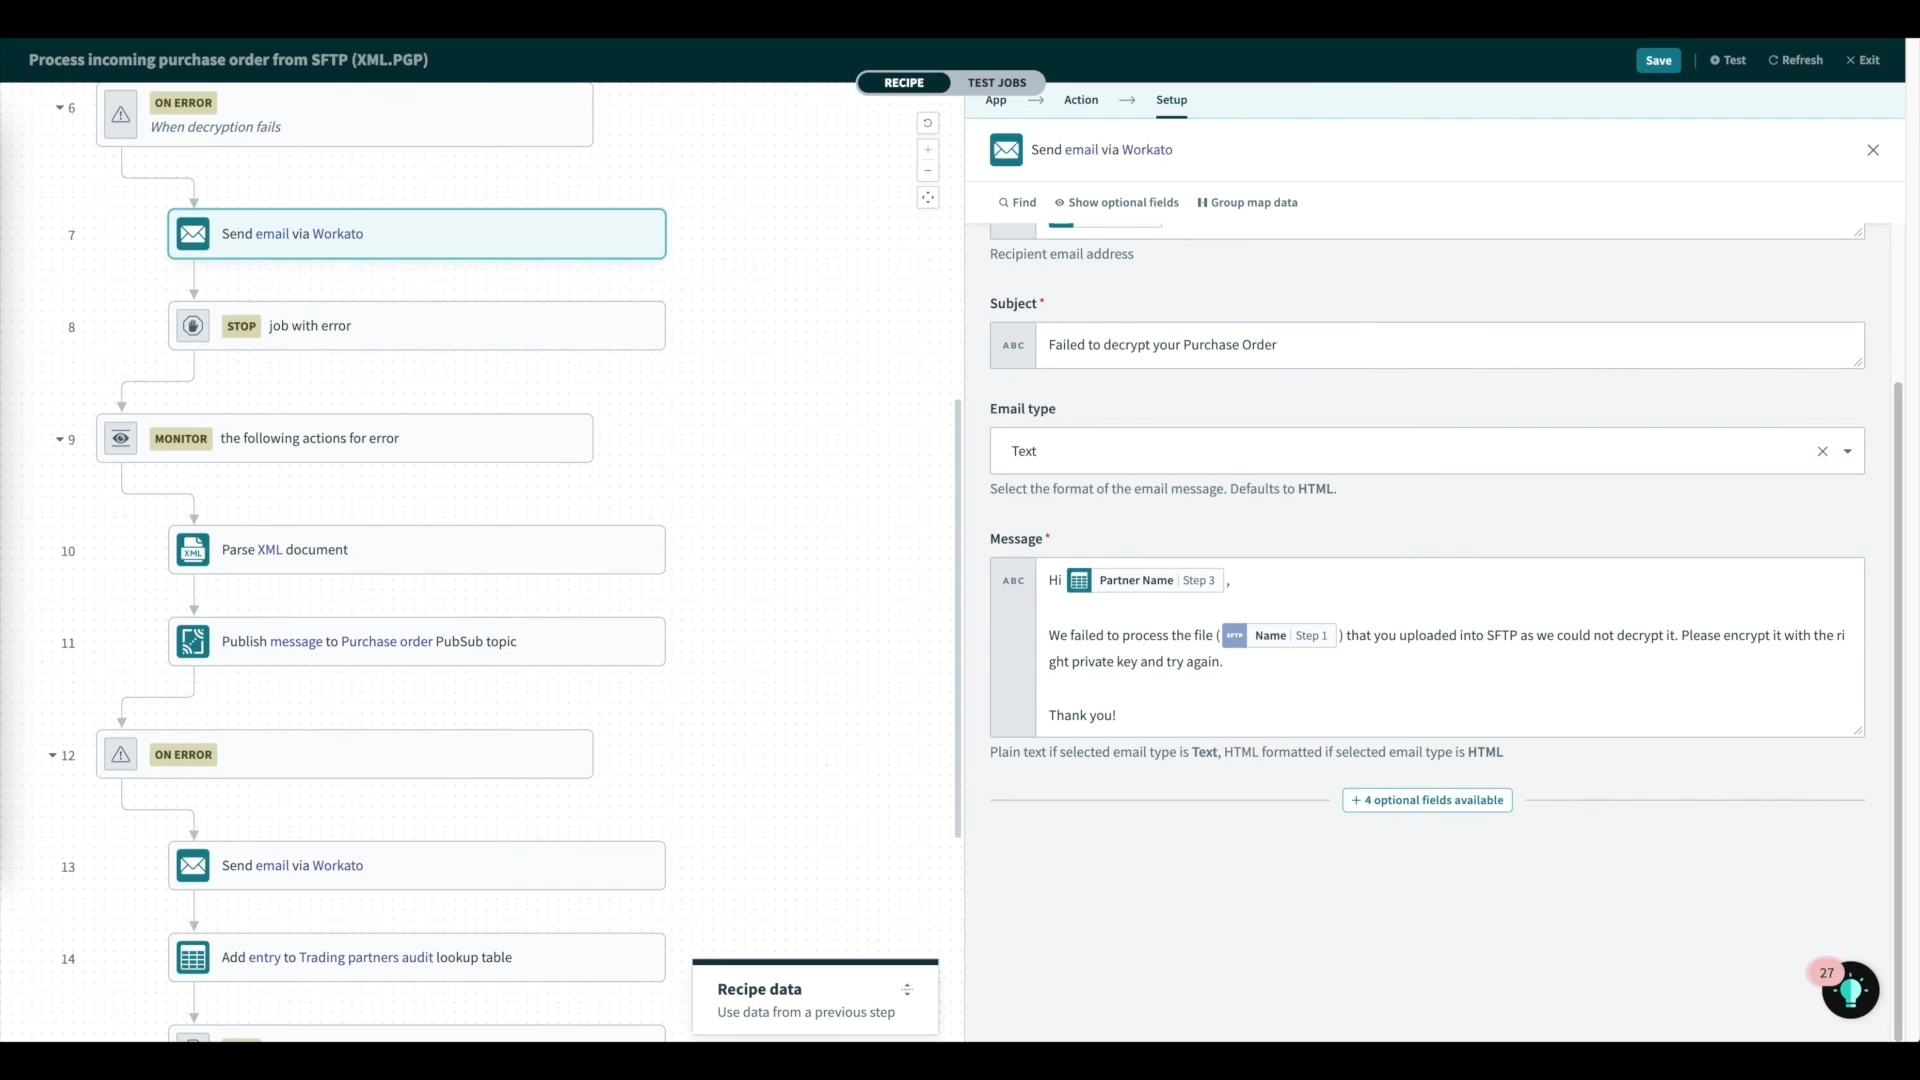 Process incoming purchase order from SFTP (XML.PGP)
Save
Test
Refresh
Exit
RECIPE
TEST JOBS
6
ON ERROR
When decryption fails
7
Send email via Workato
8
STOP job with error
9
MONITOR the following actions for error
10
XML
Parse XML document
11
Publish message to Purchase order PubSub topic
12
ON ERROR
13
Send email via Workato
14
Add entry to Trading partners audit lookup table
Recipe data
Use data from a previous step
App
Action
Setup
Send email via Workato
Find
Show optional fields
Group map data
Recipient email address
Subject *
ABC
Failed to decrypt your Purchase Order
Email type
Text
Select the format of the email message. Defaults to HTML.
Message *
ABC
Hi Partner Name | Step 3 ,
We failed to process the file ( SFTP Name | Step 1 ) that you uploaded into SFTP as we could not decrypt it. Please encrypt it with the ri
ght private key and try again.
Thank you!
Plain text if selected email type is Text, HTML formatted if selected email type is HTML
+ 4 optional fields available
27